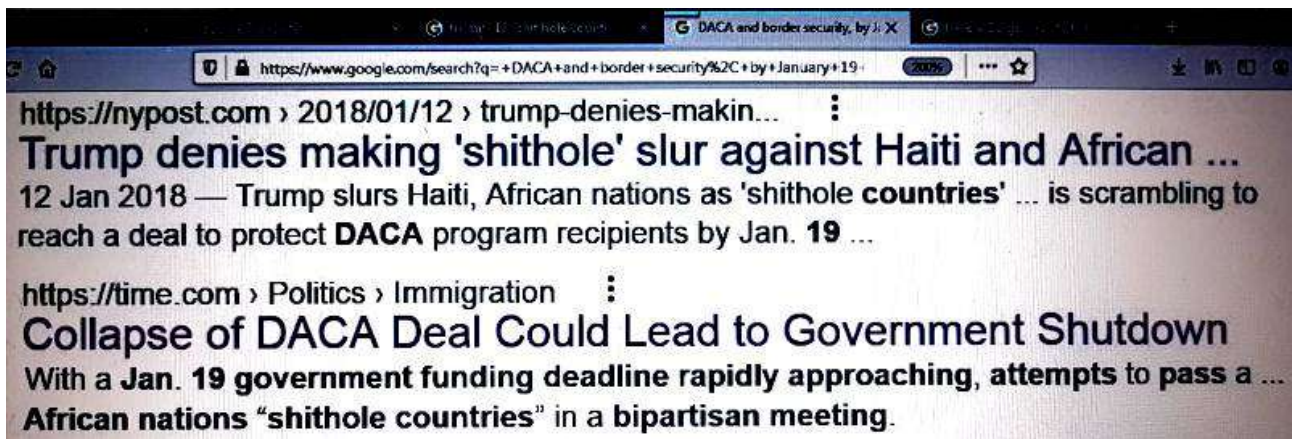 DACA and border security, by J
https://www.google.com/search?q=+DACA+and+border+security%2C+by+January+19-
200%
https://nypost.com › 2018/01/12 › trump-denies-makin...
Trump denies making 'shithole' slur against Haiti and African ...
12 Jan 2018 — Trump slurs Haiti, African nations as 'shithole countries' ... is scrambling to
reach a deal to protect DACA program recipients by Jan. 19 ...
https://time.com › Politics › Immigration
Collapse of DACA Deal Could Lead to Government Shutdown
With a Jan. 19 government funding deadline rapidly approaching, attempts to pass a ...
African nations “shithole countries” in a bipartisan meeting.